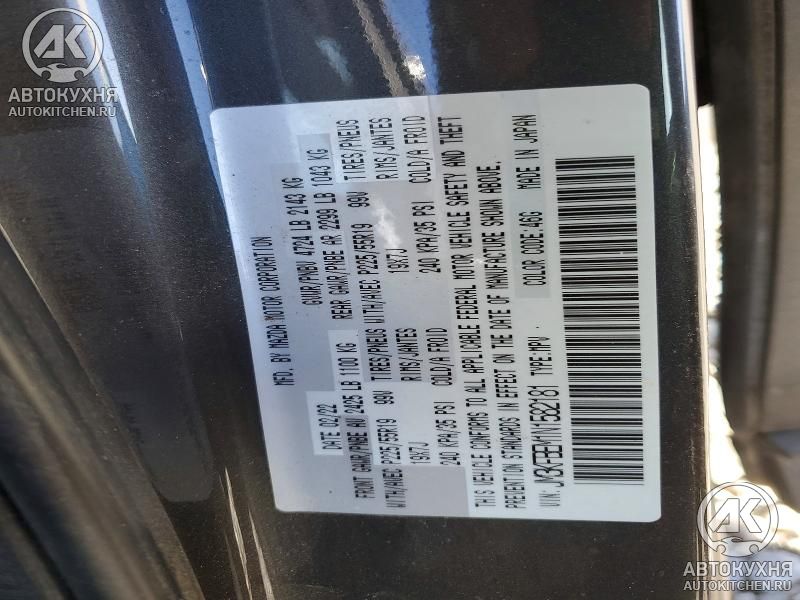 АВТОКУХНЯ
AUTOKITCHEN.RU
MFD. BY MAZDA MOTOR CORPORATION
DATE 02/22 GVWR/PNBV 4724 LB 2143 KG
FRONT GAWR/PNBE AV 2425 LB 1100 KG REAR GAWR/PNBE AR 2299 LB 1043 KG
TIRES/PNEUS TIRES/PNEUS
WITH/AVEC P225/55R19 99V WITH/AVEC P225/55R19 99V
RIMS/JANTES RIMS/JANTES
19X7J 19X7J
COLD/A FROID COLD/A FROID
240 KPA/35 PSI 240 KPA/35 PSI
THIS VEHICLE CONFORMS TO ALL APPLICABLE FEDERAL MOTOR VEHICLE SAFETY AND THEFT
PREVENTION STANDARDS IN EFFECT ON THE DATE OF MANUFACTURE SHOWN ABOVE.
VIN: JM3KFBEM1N1582181 TYPE:MPV COLOR CODE:46G MADE IN JAPAN
АВТОКУХНЯ
AUTOKITCHEN.RU